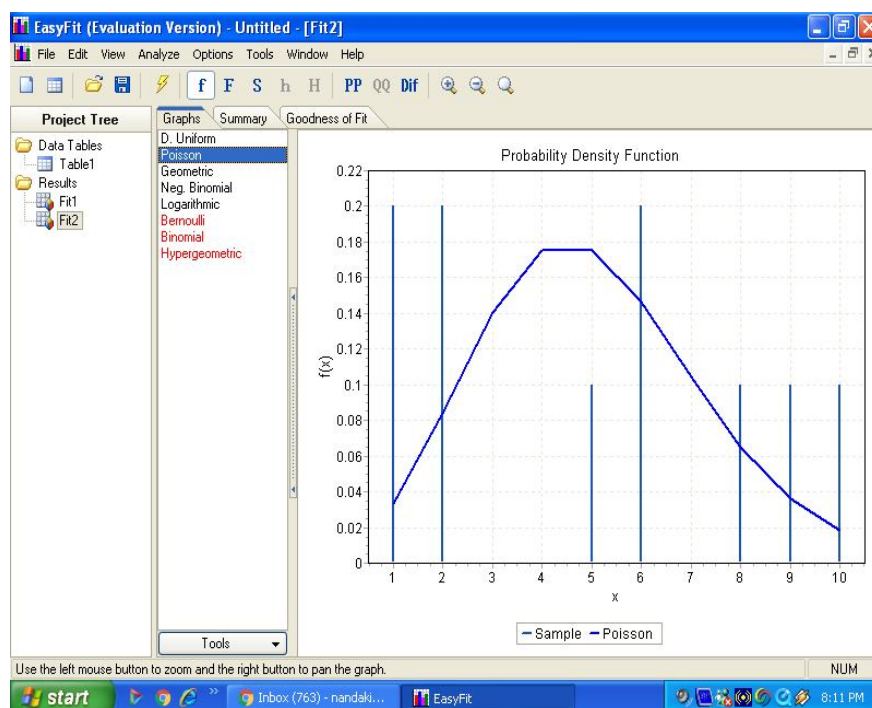 EasyFit (Evaluation Version) - Untitled - [Fit2]
File Edit View Analyze Options Tools Window Help
f F S h H PP QQ Dif
Project Tree
Data Tables
Table1
Results
Fit1
Fit2
Graphs Summary Goodness of Fit
D. Uniform
Poisson
Geometric
Neg. Binomial
Logarithmic
Bernoulli
Binomial
Hypergeometric
Tools
Probability Density Function
0.22
0.2
0.18
0.16
0.14
0.12
0.1
0.08
0.06
0.04
0.02
0
f(x)
1 2 3 4 5 6 7 8 9 10
x
Sample Poisson
Use the left mouse button to zoom and the right button to pan the graph.
NUM
start
Inbox (763) - nandaki...
EasyFit
8:11 PM